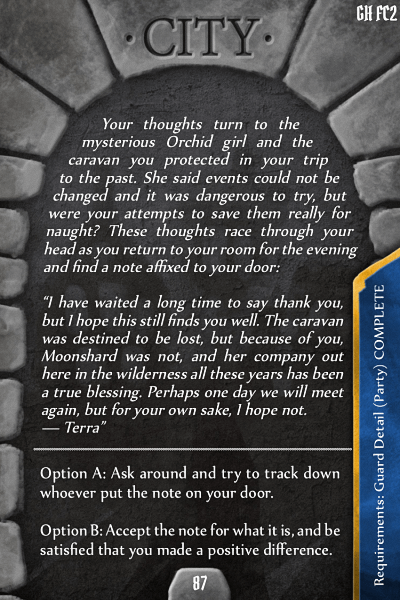 GH FC2
·CITY·
Your thoughts turn to the
mysterious Orchid girl and the
caravan you protected in your trip
to the past. She said events could not be
changed and it was dangerous to try, but
were your attempts to save them really for
naught? These thoughts race through your
head as you return to your room for the evening
and find a note affixed to your door:
“I have waited a long time to say thank you,
but I hope this still finds you well. The caravan
was destined to be lost, but because of you,
Moonshard was not, and her company out
here in the wilderness all these years has been
a true blessing. Perhaps one day we will meet
again, but for your own sake, I hope not.
— Terra”
Option A: Ask around and try to track down
whoever put the note on your door.
Option B: Accept the note for what it is, and be
satisfied that you made a positive difference.
Requirements: Guard Detail (Party) COMPLETE
87